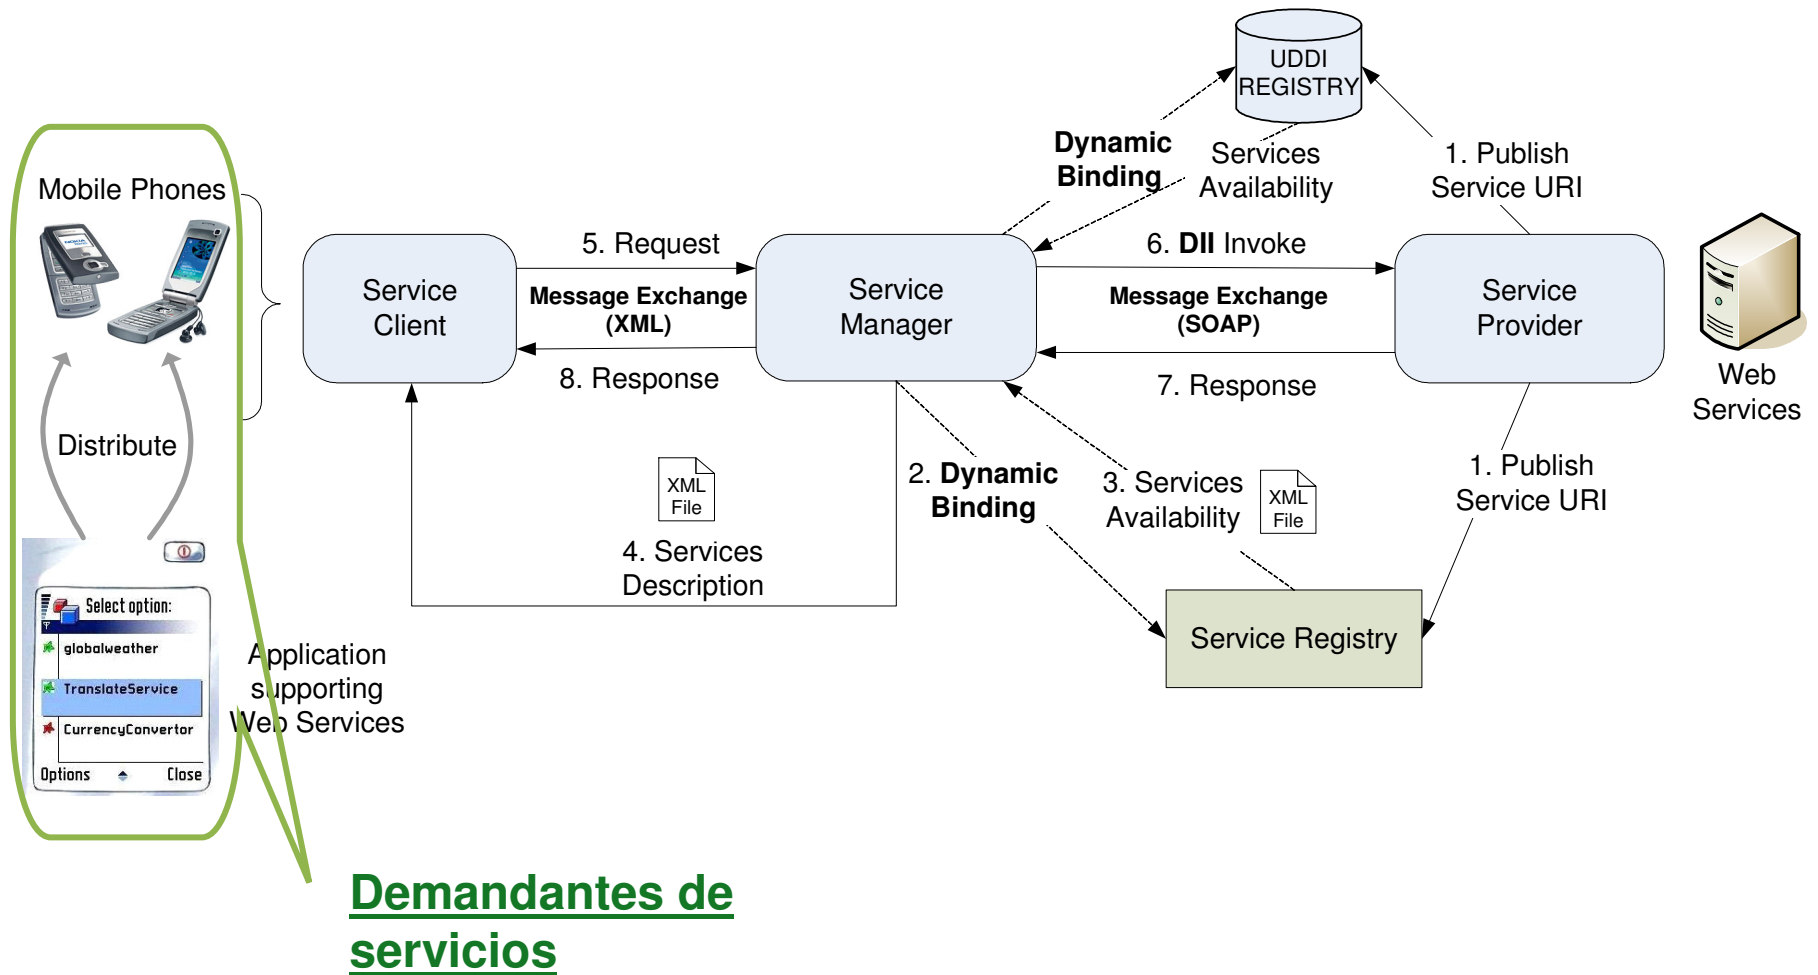 UDDI
REGISTRY
Dynamic
Binding
Services
Availability
1. Publish
Service URI
Mobile Phones
Service
Client
5. Request
Message Exchange
(XML)
8. Response
Service
Manager
6. DII Invoke
Message Exchange
(SOAP)
7. Response
Service
Provider
Web
Services
Distribute
XML
File
4. Services
Description
2. Dynamic
Binding
3. Services
Availability
XML
File
1. Publish
Service URI
Service Registry
Select option:
globalweather
TranslateService
CurrencyConvertor
Options
Close
Application
supporting
Web Services
Demandantes de
servicios